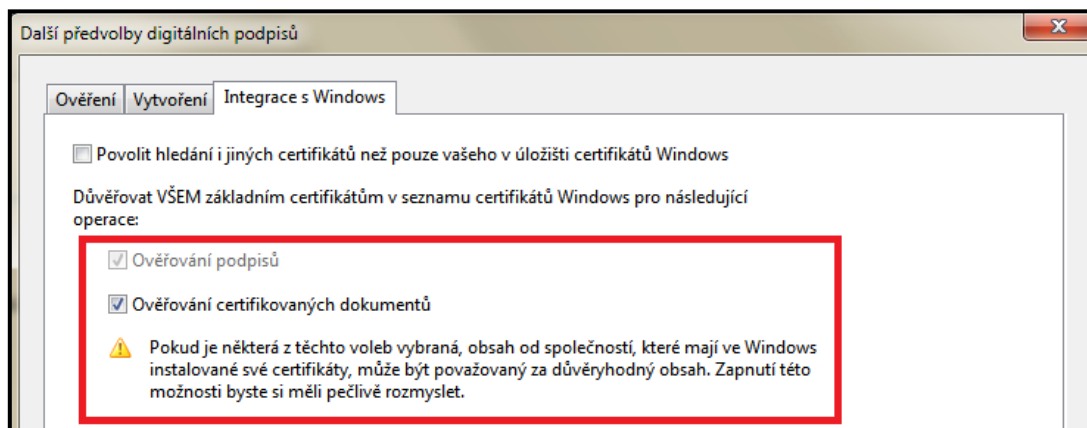 Další předvolby digitálních podpisů
Ověření
Vytvoření
Integrace s Windows
Povolit hledání i jiných certifikátů než pouze vašeho v úložišti certifikátů Windows
Důvěřovat VŠEM základním certifikátům v seznamu certifikátů Windows pro následující
operace:
Ověřování podpisů
Ověřování certifikovaných dokumentů
Pokud je některá z těchto voleb vybraná, obsah od společností, které mají ve Windows
instalované své certifikáty, může být považovaný za důvěryhodný obsah. Zapnutí této
možnosti byste si měli pečlivě rozmyslet.